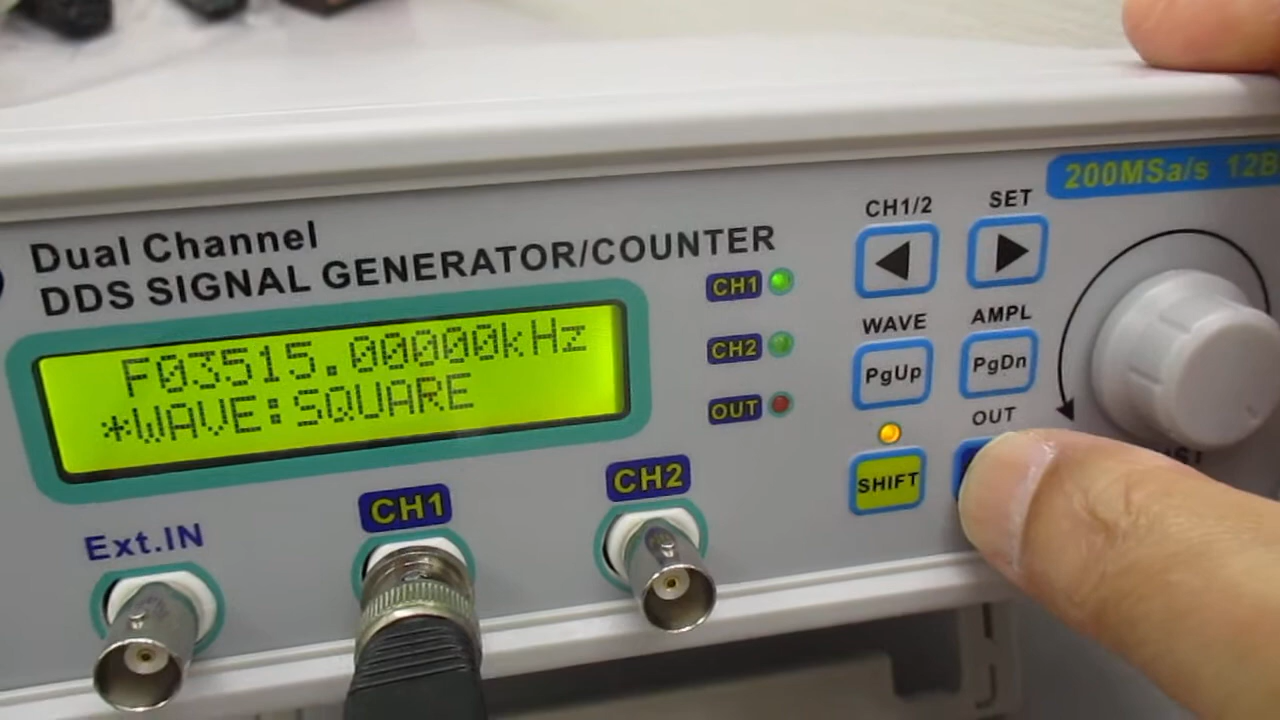 Dual Channel
DDS SIGNAL GENERATOR/COUNTER
F03515.00000kHz
*WAVE:SQUARE
CH1
CH2
OUT
CH1/2
SET
WAVE
AMPL
PgUp
PgDn
OUT
SHIFT
200MSa/s 12B
Ext.IN
CH1
CH2